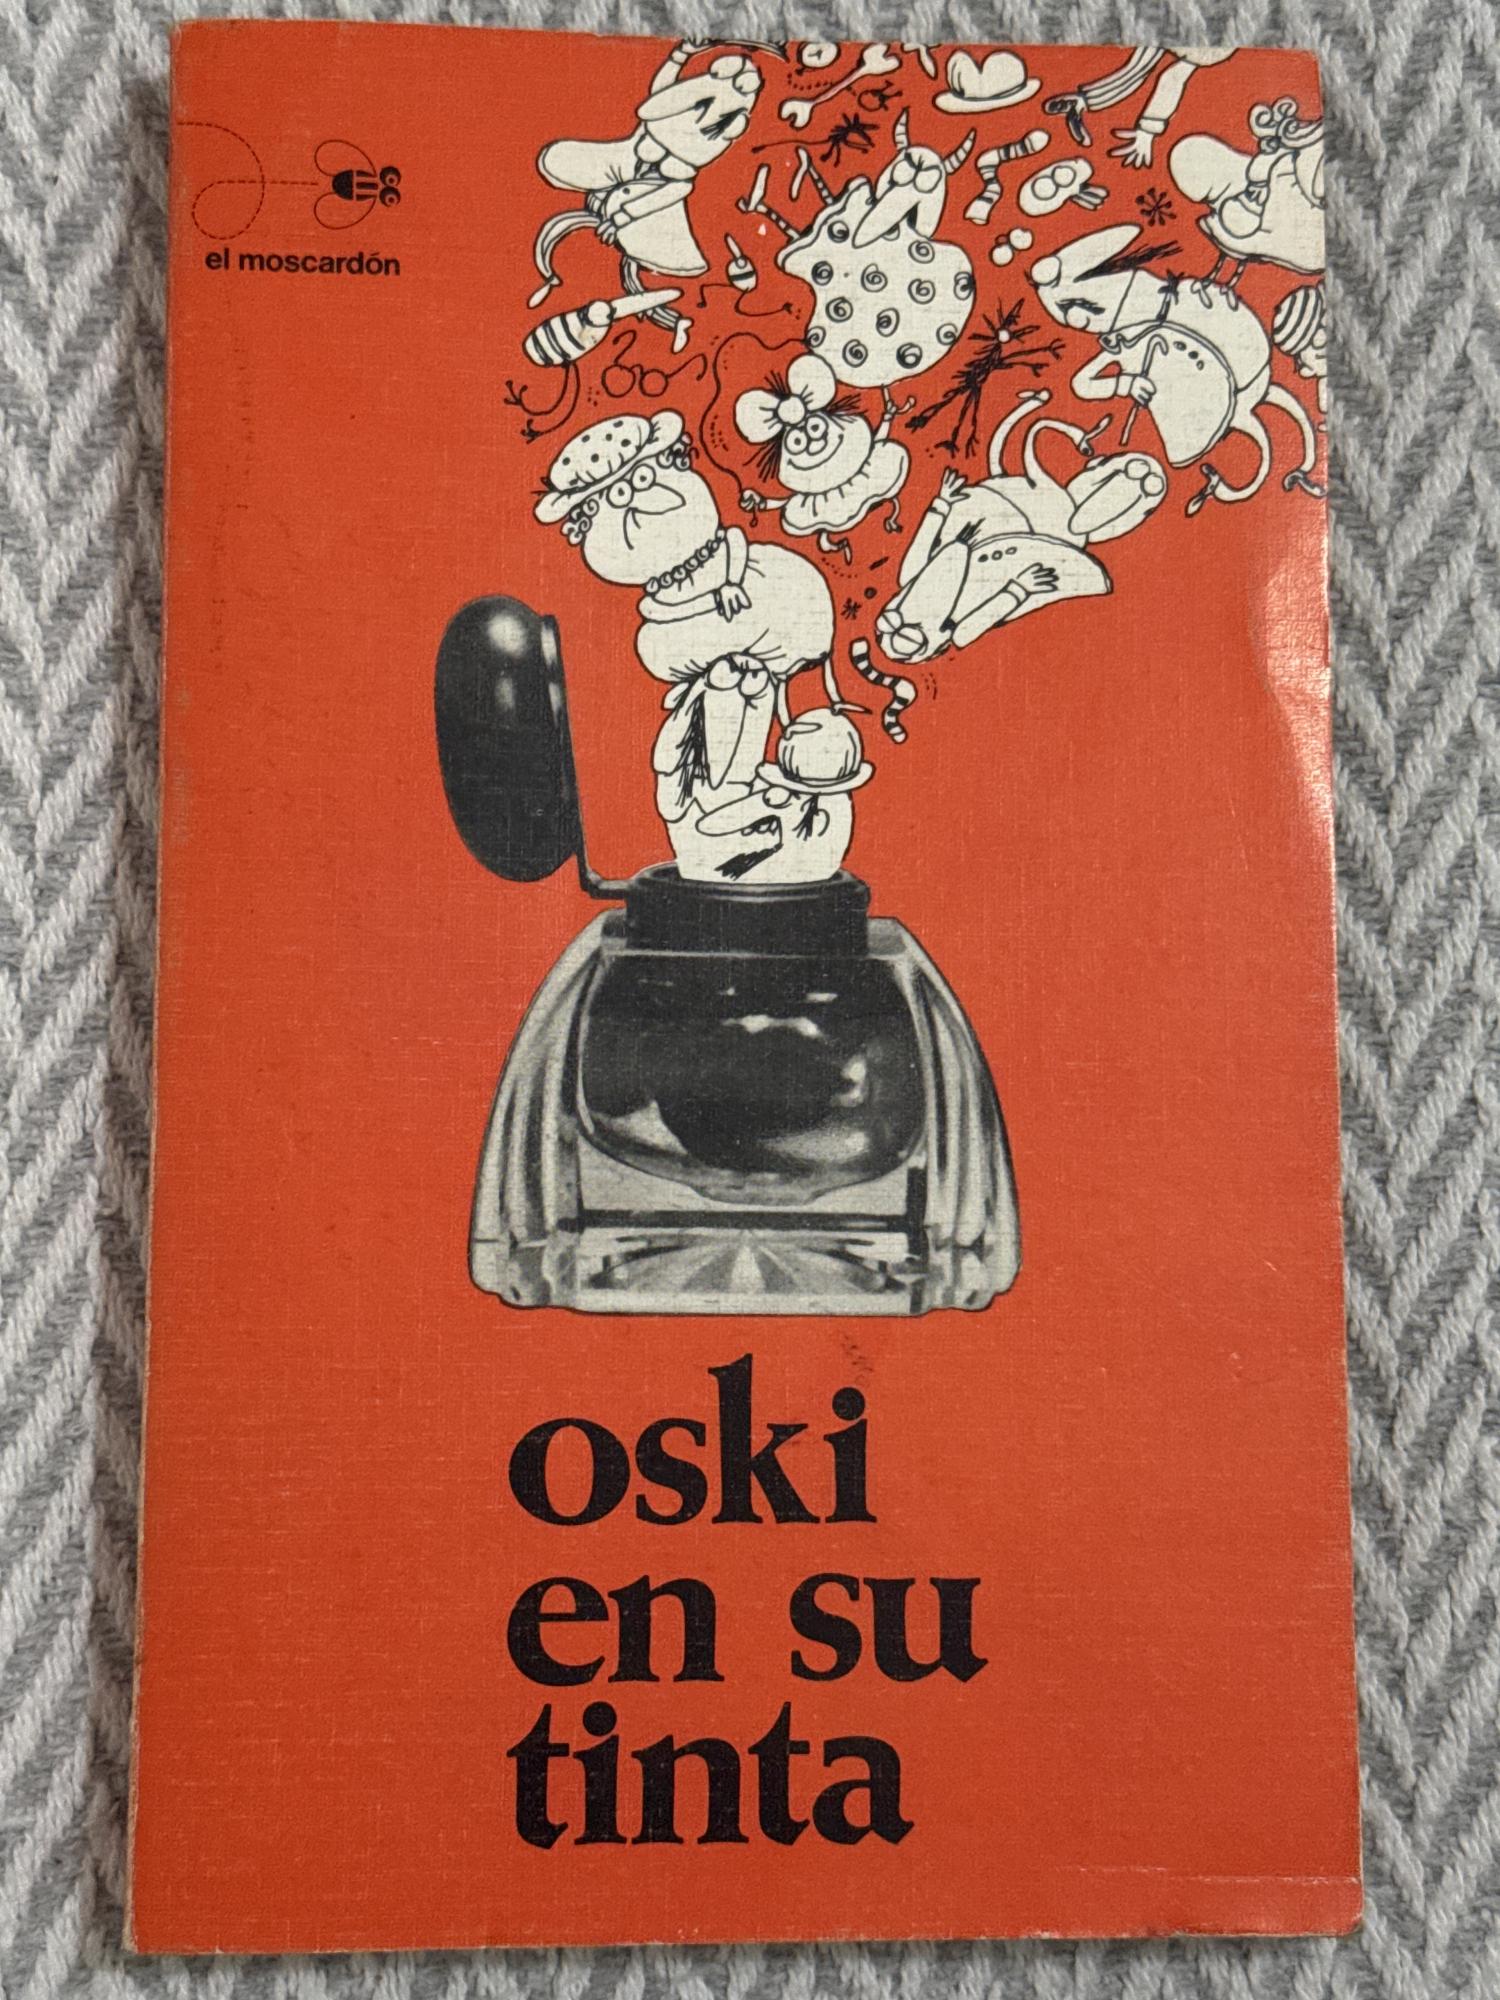 el moscardón
oski
en su
tinta